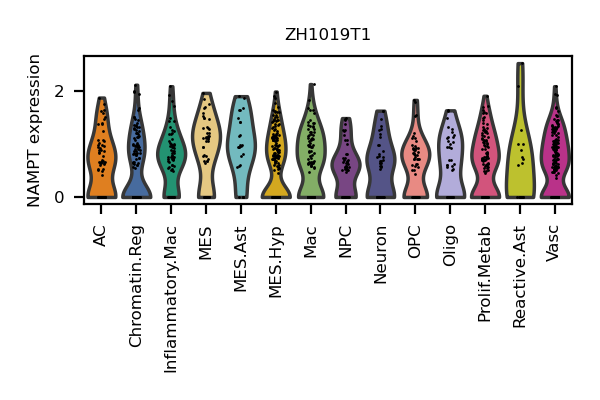 ZH1019T1
NAMPT expression
2
0
AC
Chromatin.Reg
Inflammatory.Mac
MES
MES.Ast
MES.Hyp
Mac
NPC
Neuron
OPC
Oligo
Prolif.Metab
Reactive.Ast
Vasc